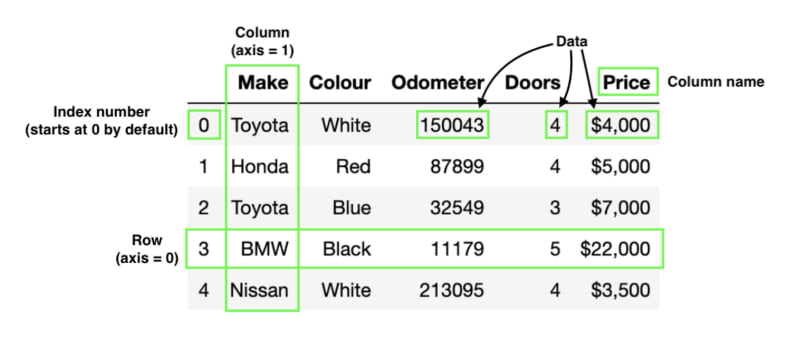 Column
(axis = 1)
Data
Make Colour Odometer Doors Price Column name
Index number
(starts at 0 by default)
0 Toyota White 150043 4 $4,000
1 Honda Red 87899 4 $5,000
2 Toyota Blue 32549 3 $7,000
Row
(axis = 0)
3 BMW Black 11179 5 $22,000
4 Nissan White 213095 4 $3,500